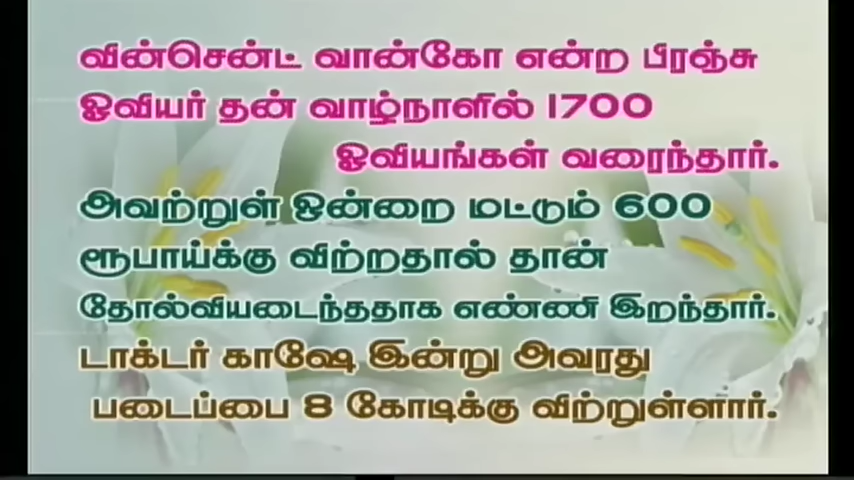 வின்சென்ட் வான்கோ என்ற பிரஞ்சு
ஓவியர் தன் வாழ்நாளில் 1700
ஓவியங்கள் வரைந்தார்.
அவற்றுள் ஒன்றை மட்டும் 600
ரூபாய்க்கு விற்றதால் தான்
தோல்வியடைந்ததாக எண்ணி இறந்தார்.
டாக்டர் காஷே இன்று அவரது
படைப்பை 8 கோடிக்கு விற்றுள்ளார்.